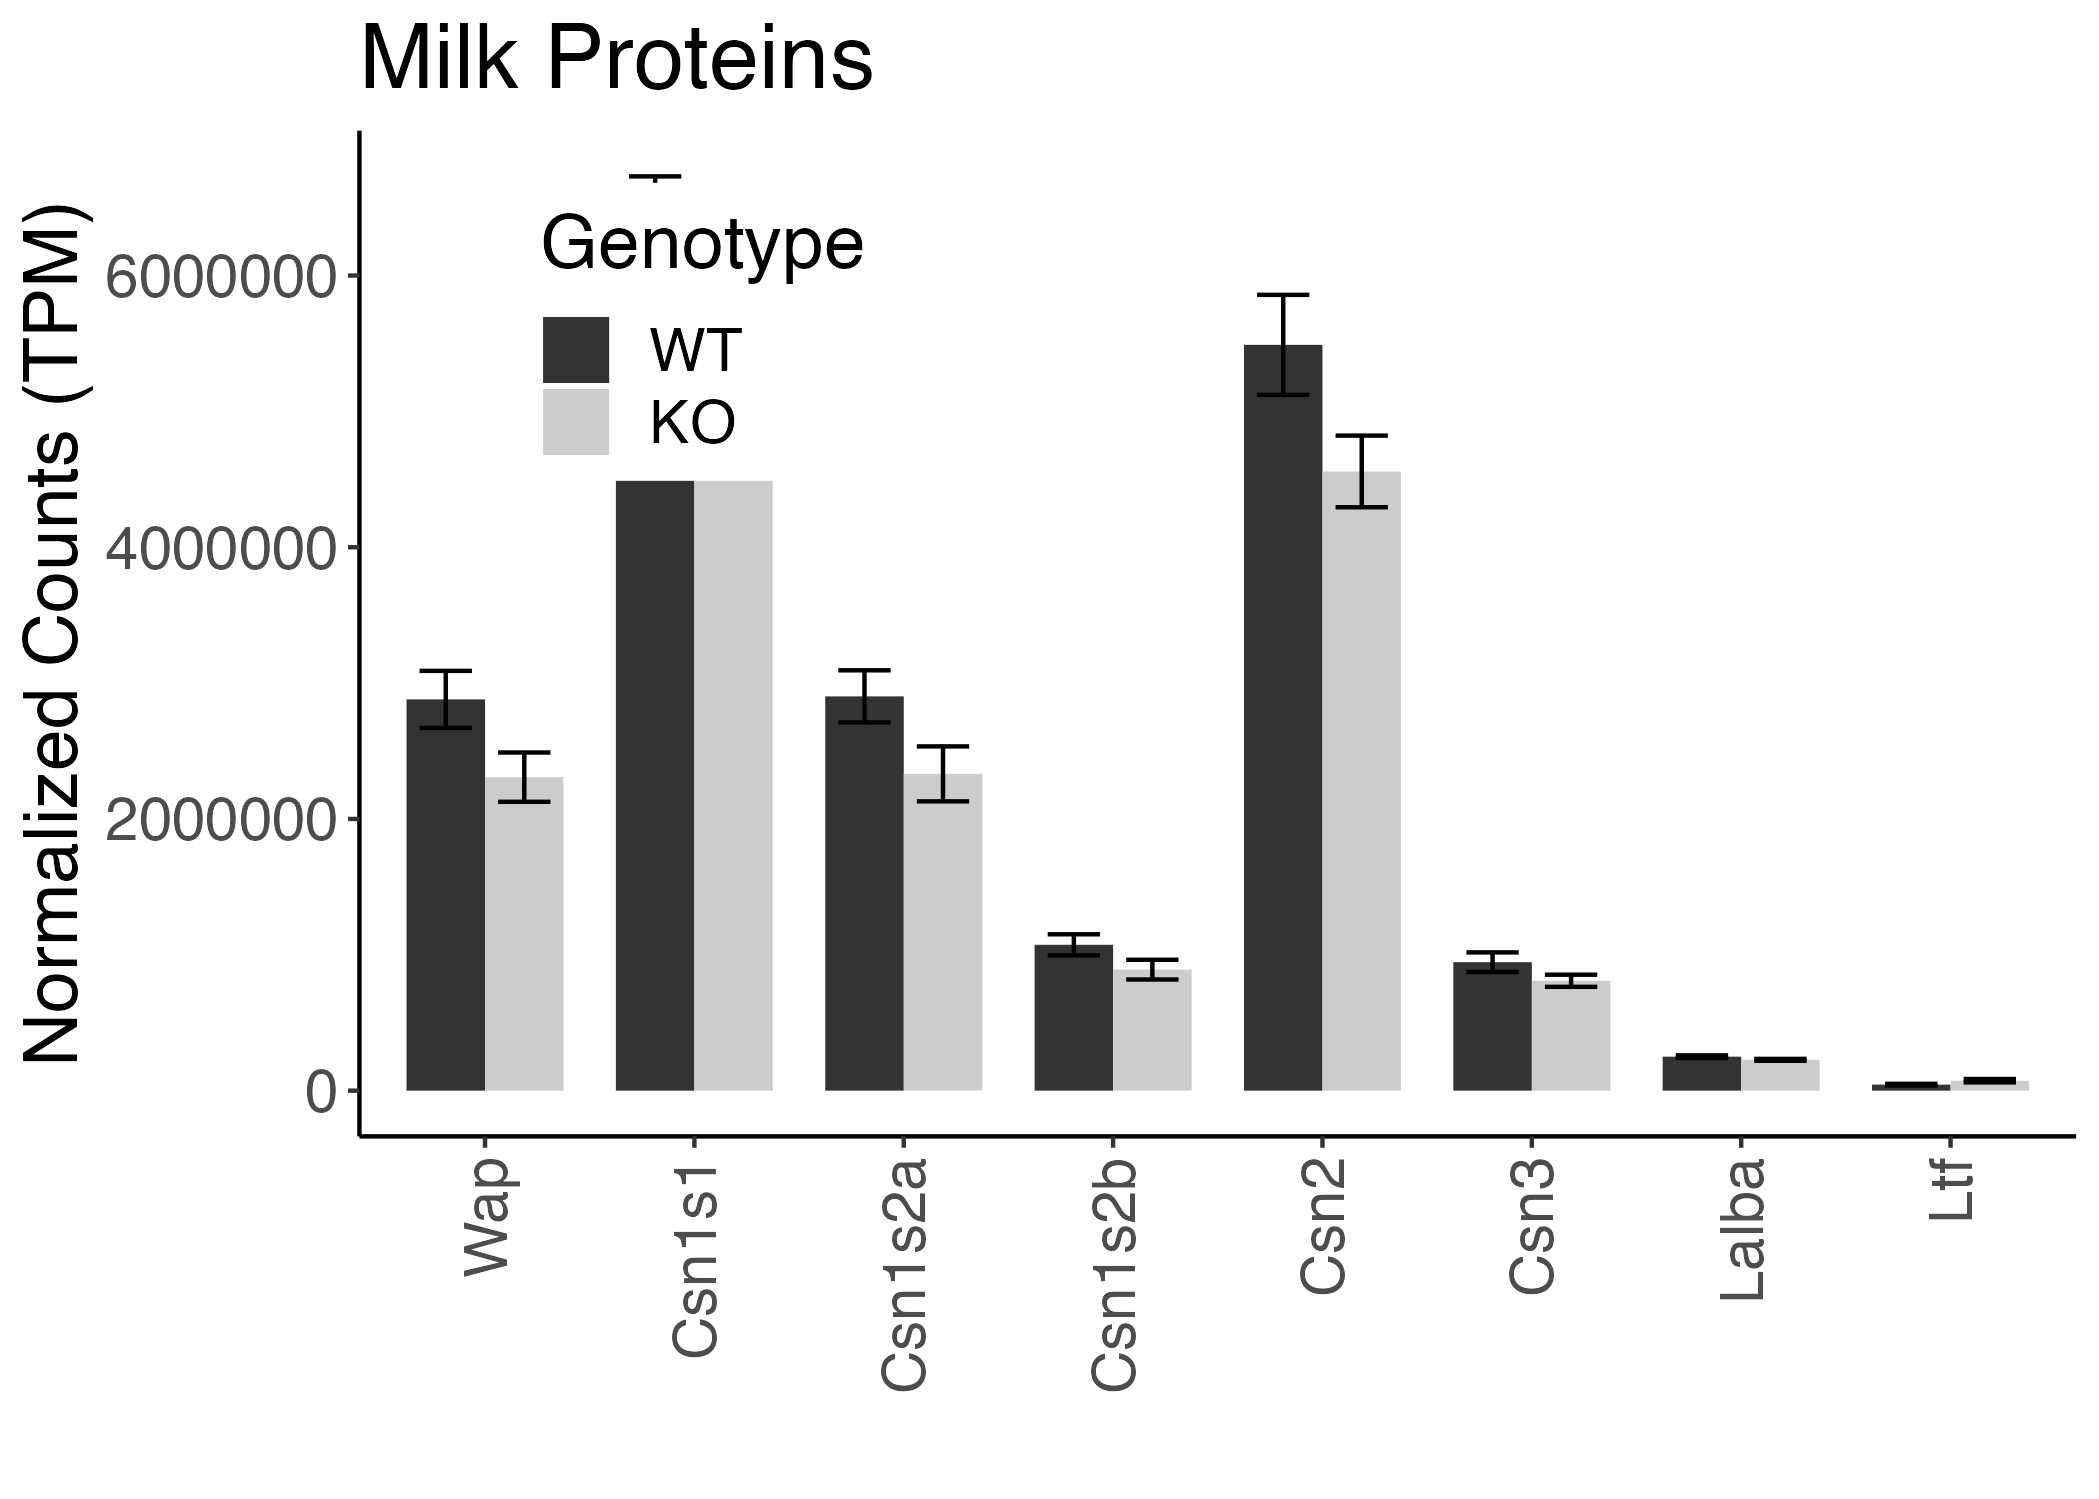 Milk Proteins
Normalized Counts (TPM)
6000000
4000000
2000000
0
Genotype
WT
KO
Wap
Csn1s1
Csn1s2a
Csn1s2b
Csn2
Csn3
Lalba
Ltf